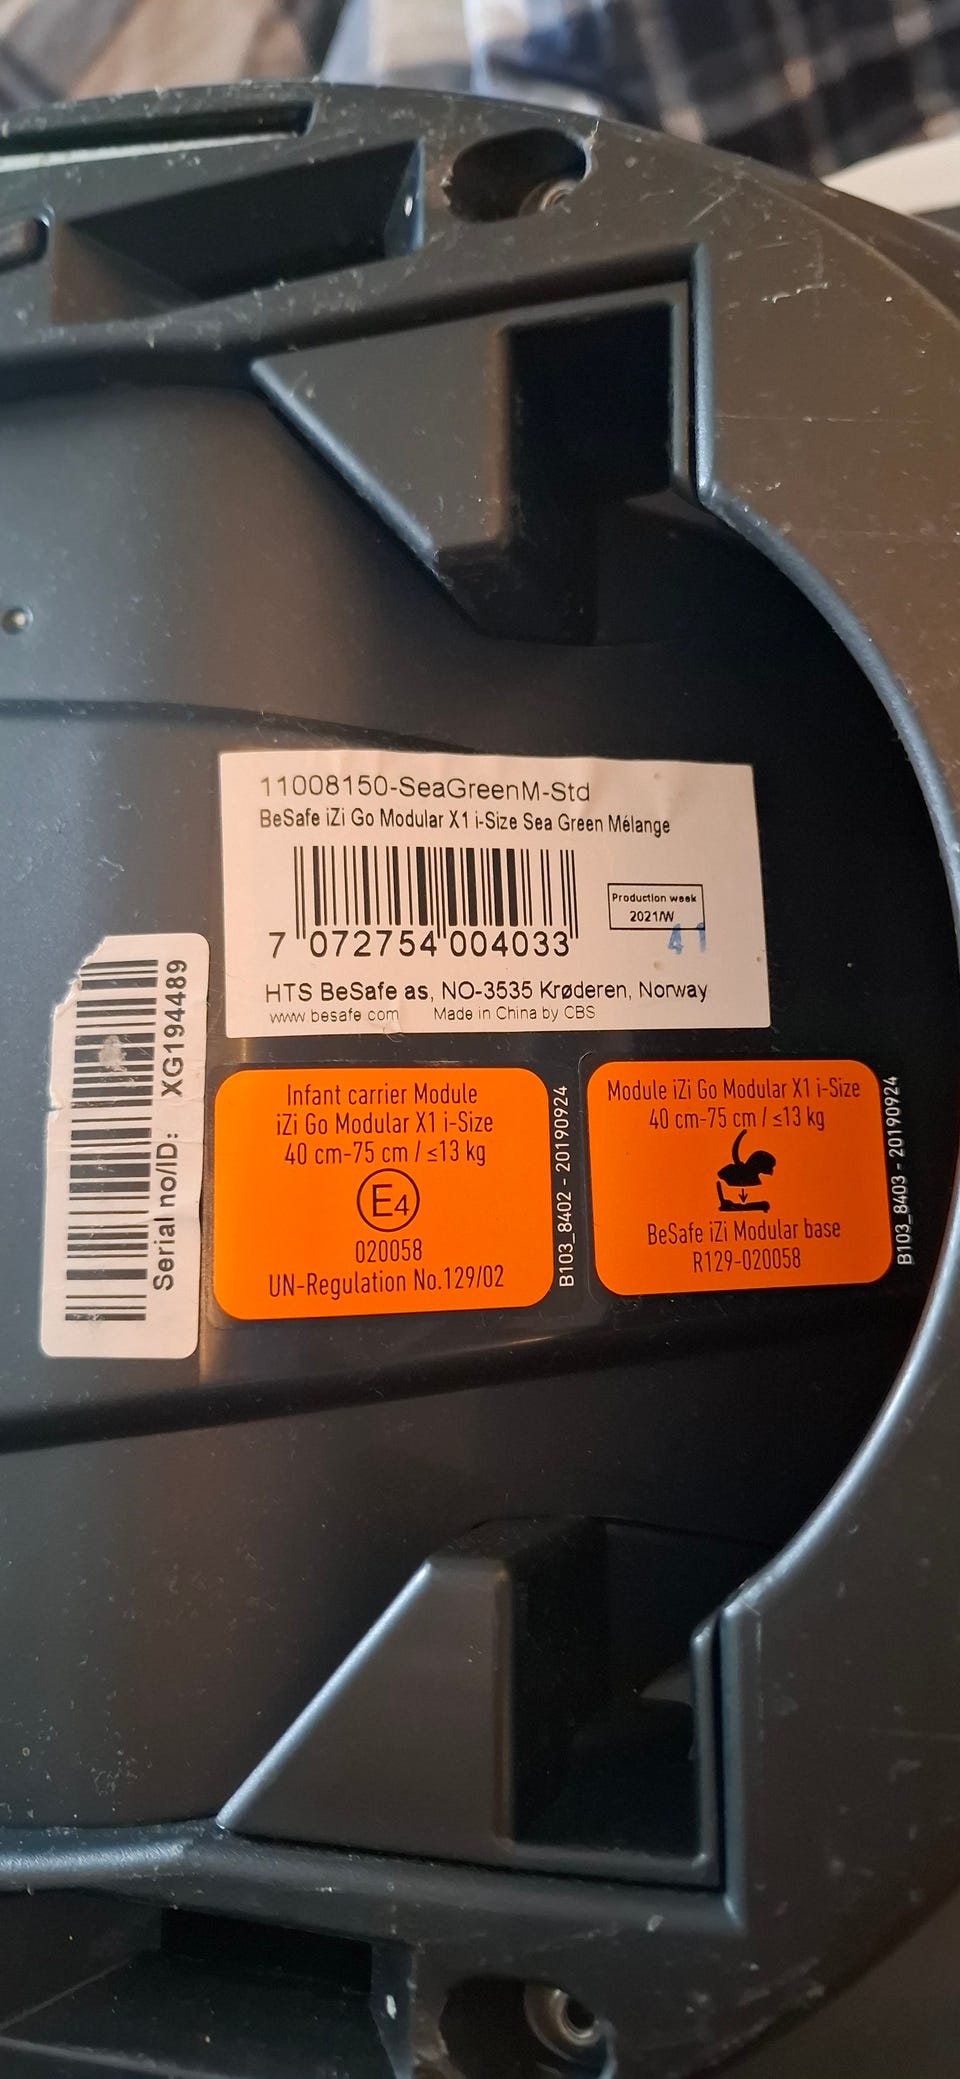 11008150-SeaGreenM-Std
BeSafe iZi Go Modular X1 i-Size Sea Green Mélange
Production week
2021/W
41
7 072754 004033
HTS BeSafe as, NO-3535 Krøderen, Norway
www.besafe.com Made in China by CBS
Serial no/ID: XG194489
Infant carrier Module
iZi Go Modular X1 i-Size
40 cm-75 cm / ≤13 kg
E4
020058
UN-Regulation No.129/02
B103_8402 - 20190924
Module iZi Go Modular X1 i-Size
40 cm-75 cm / ≤13 kg
BeSafe iZi Modular base
R129-020058
B103_8403 - 20190924